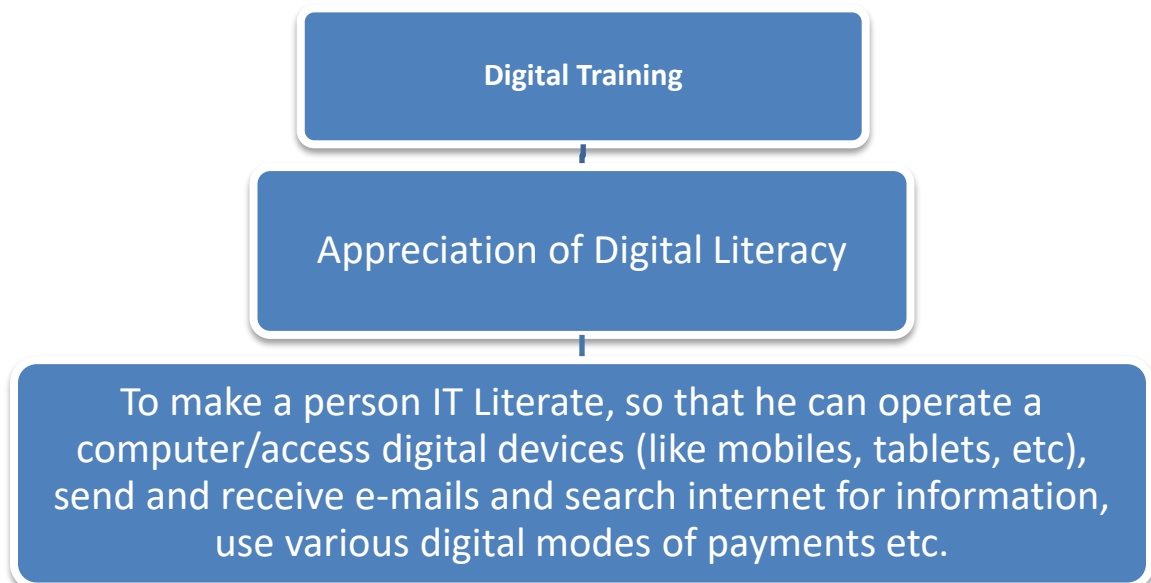 Digital Training
Appreciation of Digital Literacy
To make a person IT Literate, so that he can operate a
computer/access digital devices (like mobiles, tablets, etc),
send and receive e-mails and search internet for information,
use various digital modes of payments etc.